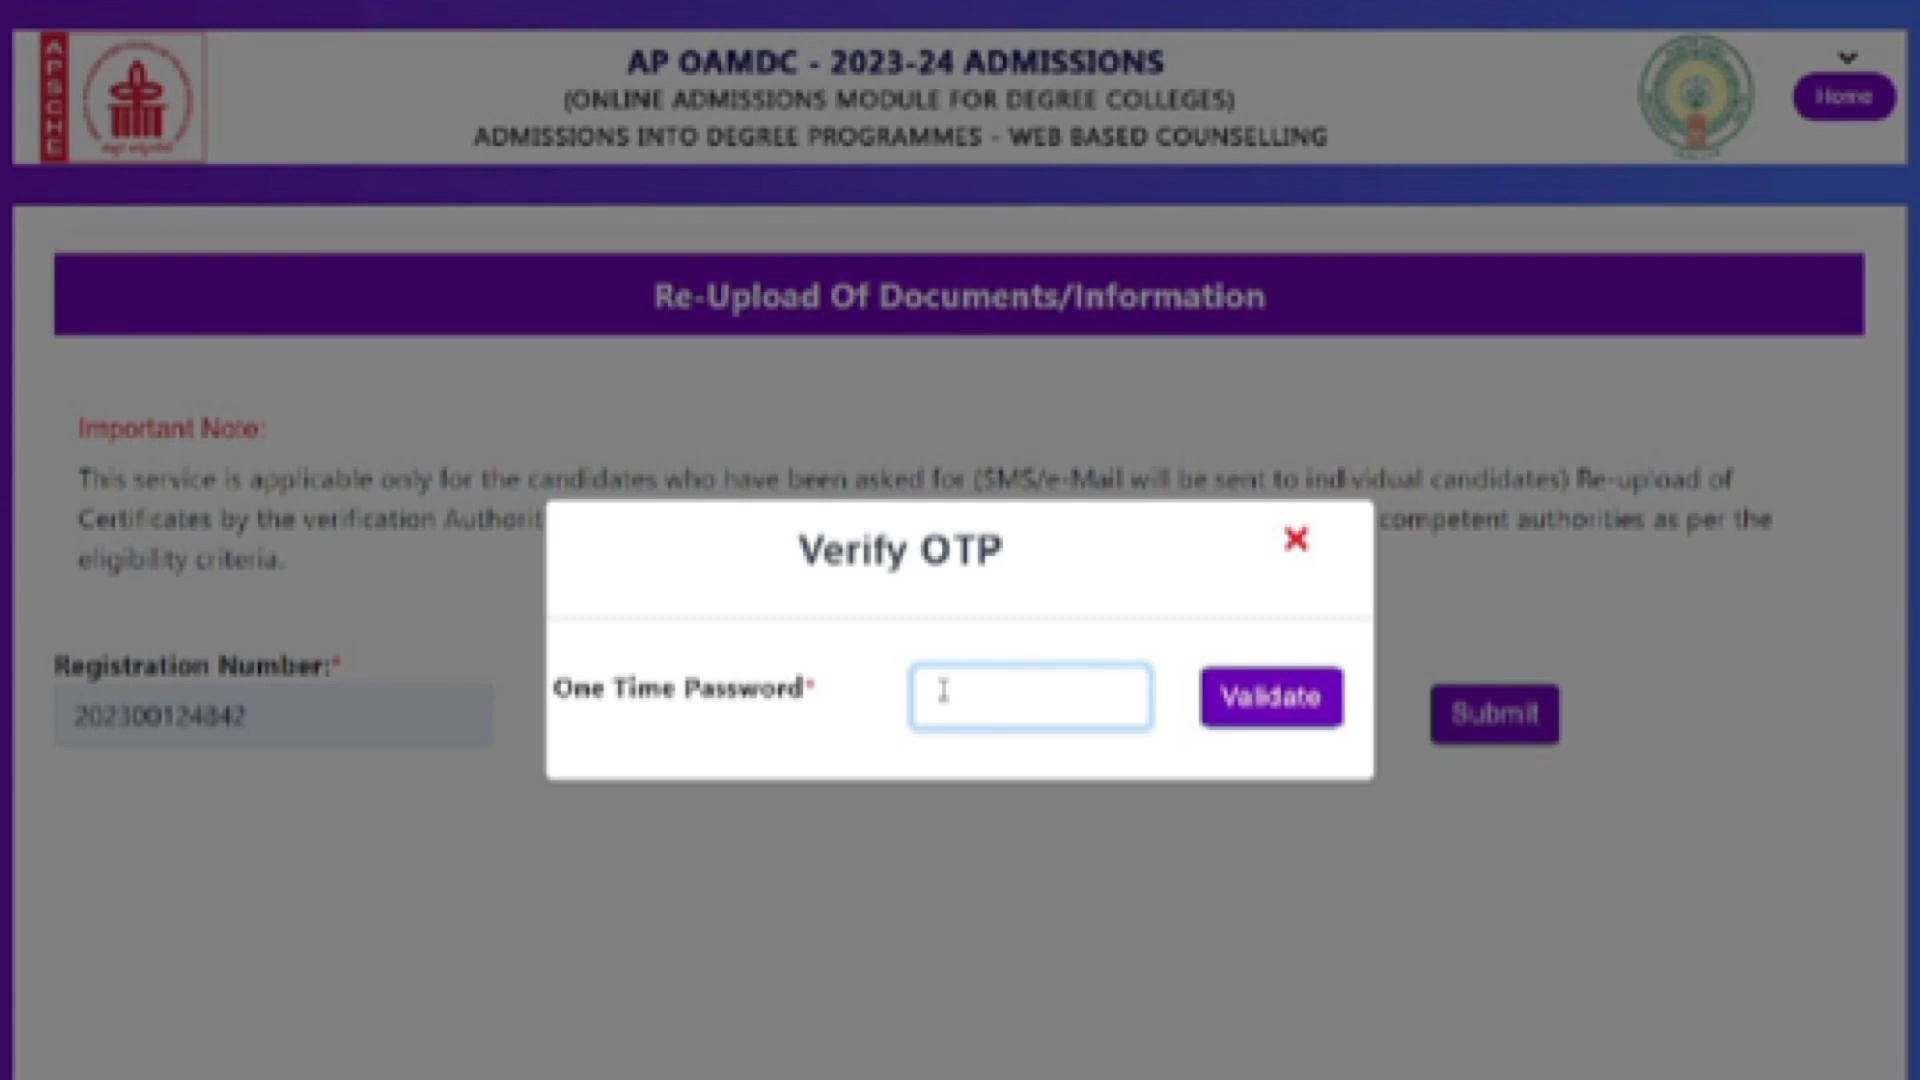 APSCHE
AP OAMDC - 2023-24 ADMISSIONS
(ONLINE ADMISSIONS MODULE FOR DEGREE COLLEGES)
ADMISSIONS INTO DEGREE PROGRAMMES - WEB BASED COUNSELLING
Home
Re-Upload Of Documents/Information
Important Note:
This service is applicable only for the candidates who have been asked for (SMS/e-Mail will be sent to individual candidates) Re-upload of
Certificates by the verification Authorit competent authorities as per the
eligibility criteria.
Verify OTP
Registration Number:*
202300124842
One Time Password*
Validate
Submit